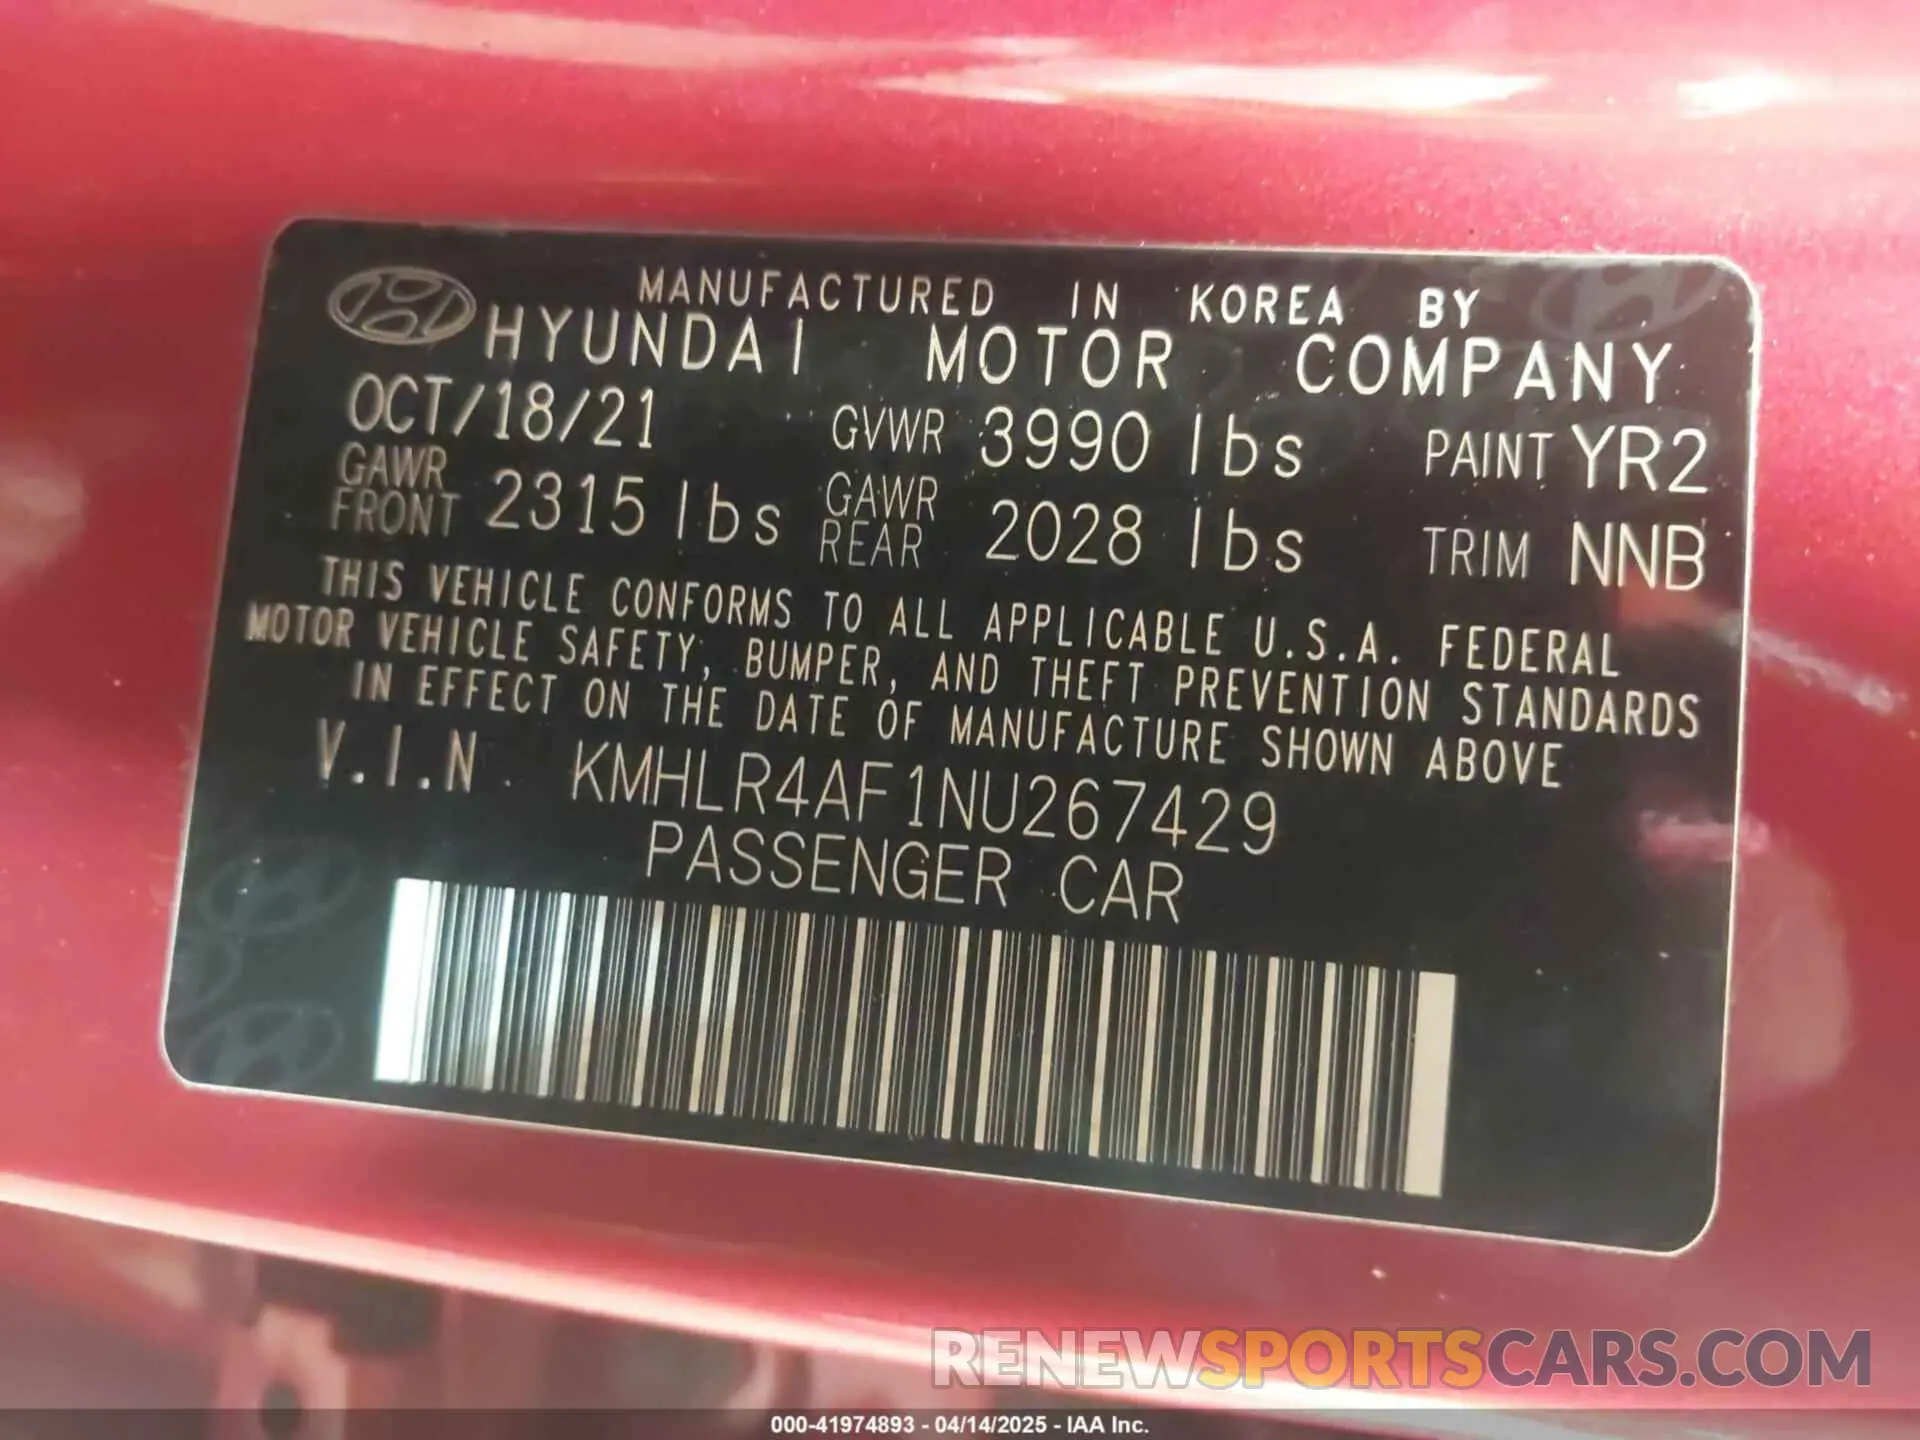 MANUFACTURED IN KOREA BY
HYUNDAI MOTOR COMPANY
OCT/18/21 GVWR 3990 lbs PAINT YR2
GAWR FRONT 2315 lbs GAWR REAR 2028 lbs TRIM NNB
THIS VEHICLE CONFORMS TO ALL APPLICABLE U.S.A. FEDERAL
MOTOR VEHICLE SAFETY, BUMPER, AND THEFT PREVENTION STANDARDS
IN EFFECT ON THE DATE OF MANUFACTURE SHOWN ABOVE
V.I.N. KMHLR4AF1NU267429
PASSENGER CAR
RENEWSPORTSCARS.COM
000-41974893 - 04/14/2025 - IAA Inc.